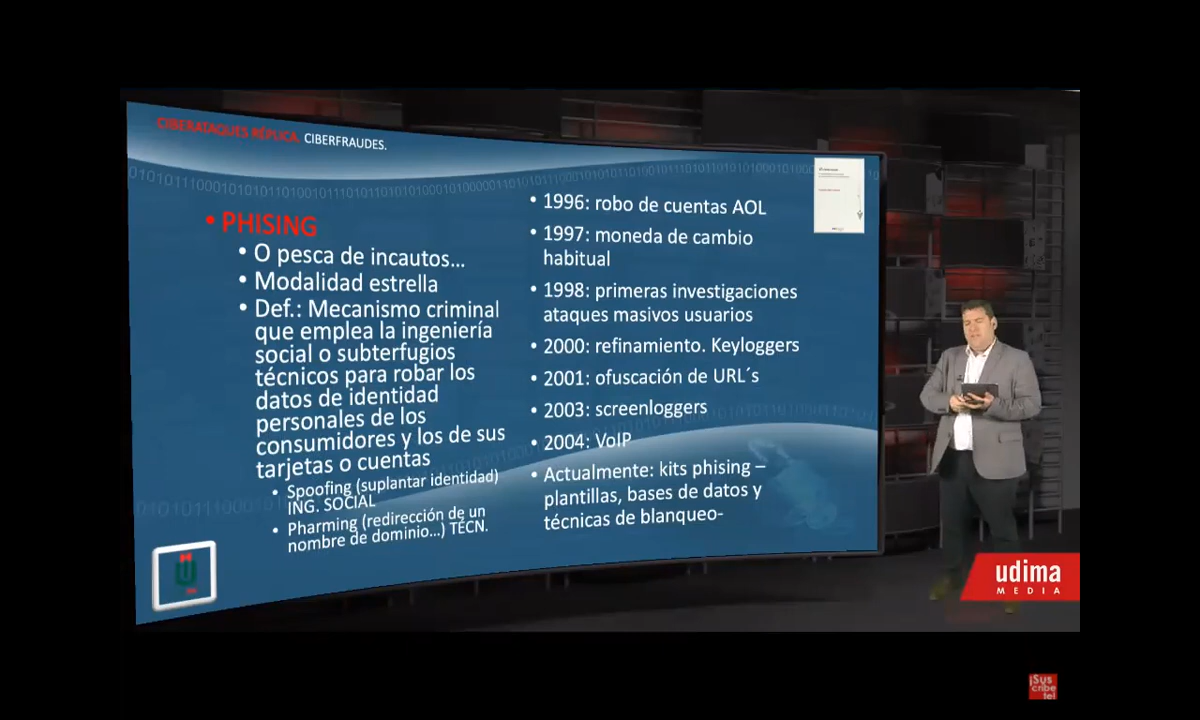 CIBERATAQUES RÉPLICA. CIBERFRAUDES.
• PHISING
• O pesca de incautos...
• Modalidad estrella
• Def.: Mecanismo criminal
que emplea la ingeniería
social o subterfugios
técnicos para robar los
datos de identidad
personales de los
consumidores y los de sus
tarjetas o cuentas
• Spoofing (suplantar identidad)
ING. SOCIAL
• Pharming (redirección de un
nombre de dominio...) TÉCN.
• 1996: robo de cuentas AOL
• 1997: moneda de cambio
habitual
• 1998: primeras investigaciones
ataques masivos usuarios
• 2000: refinamiento. Keyloggers
• 2001: ofuscación de URL´s
• 2003: screenloggers
• 2004: VoIP
• Actualmente: kits phising –
plantillas, bases de datos y
técnicas de blanqueo-
udima
MEDIA
¡Sus
cribe
te!